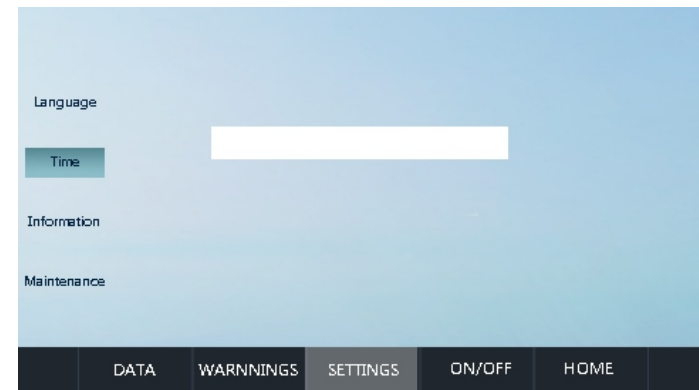 Language
Time
Information
Maintenance
DATA WARNNINGS SETTINGS ON/OFF HOME